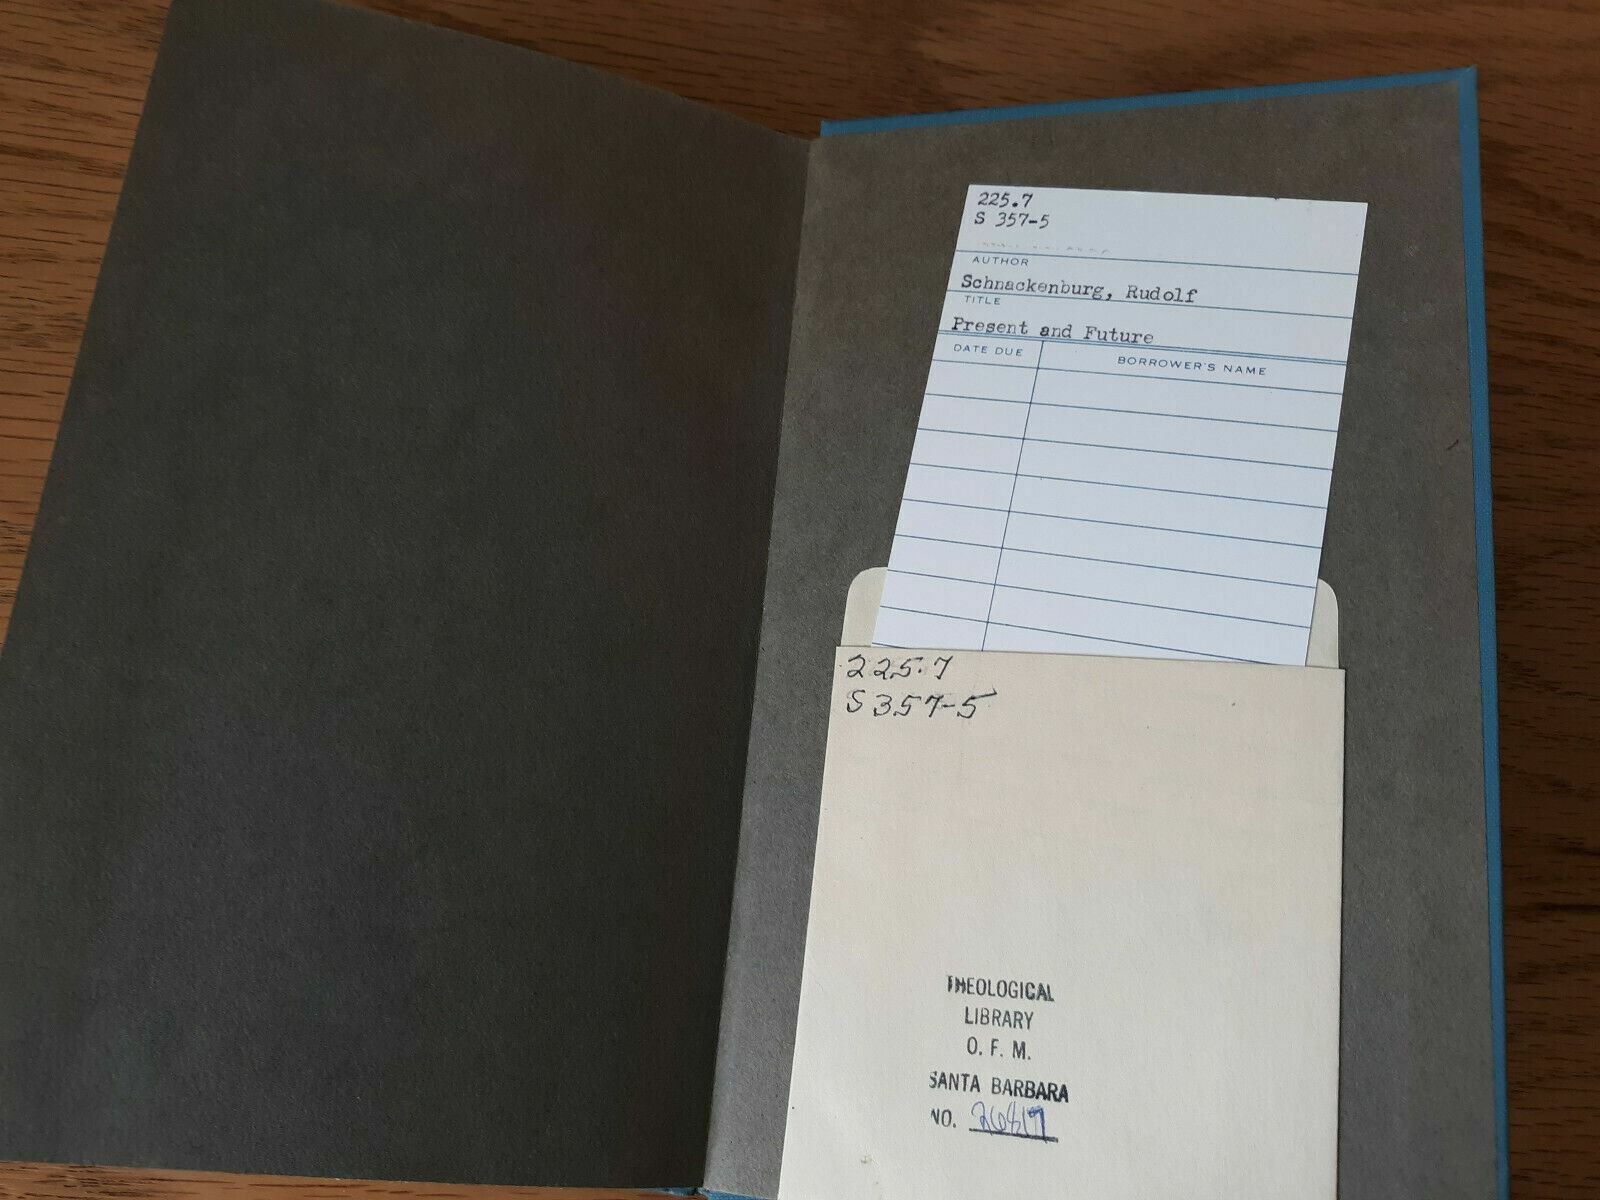 225.7
S 357-5
AUTHOR
Schnackenburg, Rudolf
TITLE
Present and Future
DATE DUE BORROWER'S NAME
225.7
S357-5
THEOLOGICAL
LIBRARY
O. F. M.
SANTA BARBARA
NO.